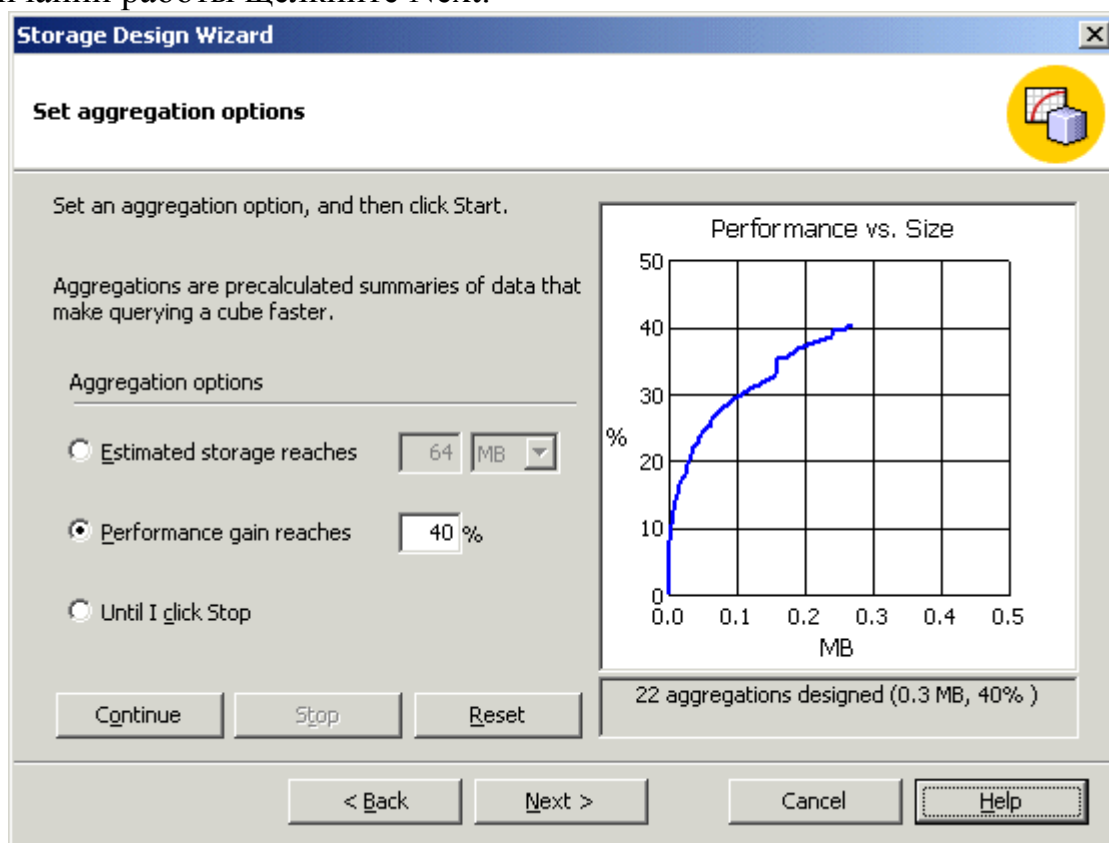 работы щелкните Next.
Storage Design Wizard
Set aggregation options
Set an aggregation option, and then click Start.
Aggregations are precalculated summaries of data that
make querying a cube faster.
Aggregation options
Estimated storage reaches 64 MB
Performance gain reaches 40 %
Until I click Stop
Continue Stop Reset
Performance vs. Size
50
40
30
%
20
10
0
0.0 0.1 0.2 0.3 0.4 0.5
MB
22 aggregations designed (0.3 MB, 40% )
< Back Next > Cancel Help